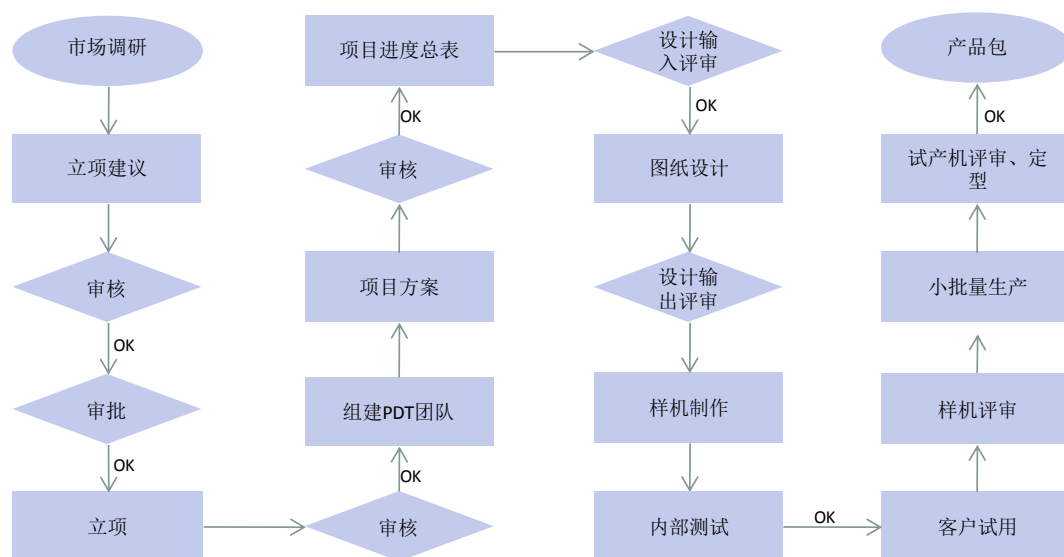 市场调研
立项建议
审核
OK
审批
OK
立项
审核
OK
组建PDT团队
项目方案
审核
OK
项目进度总表
设计输
入评审
OK
图纸设计
设计输
出评审
样机制作
内部测试
OK
客户试用
样机评审
小批量生产
试产机评审、定
型
OK
产品包